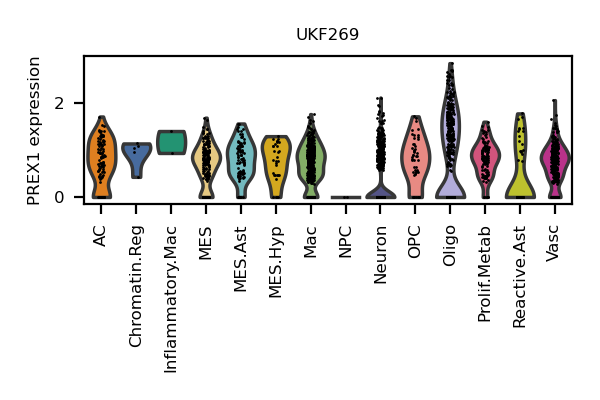 UKF269
PREX1 expression
2
0
AC
Chromatin.Reg
Inflammatory.Mac
MES
MES.Ast
MES.Hyp
Mac
NPC
Neuron
OPC
Oligo
Prolif.Metab
Reactive.Ast
Vasc